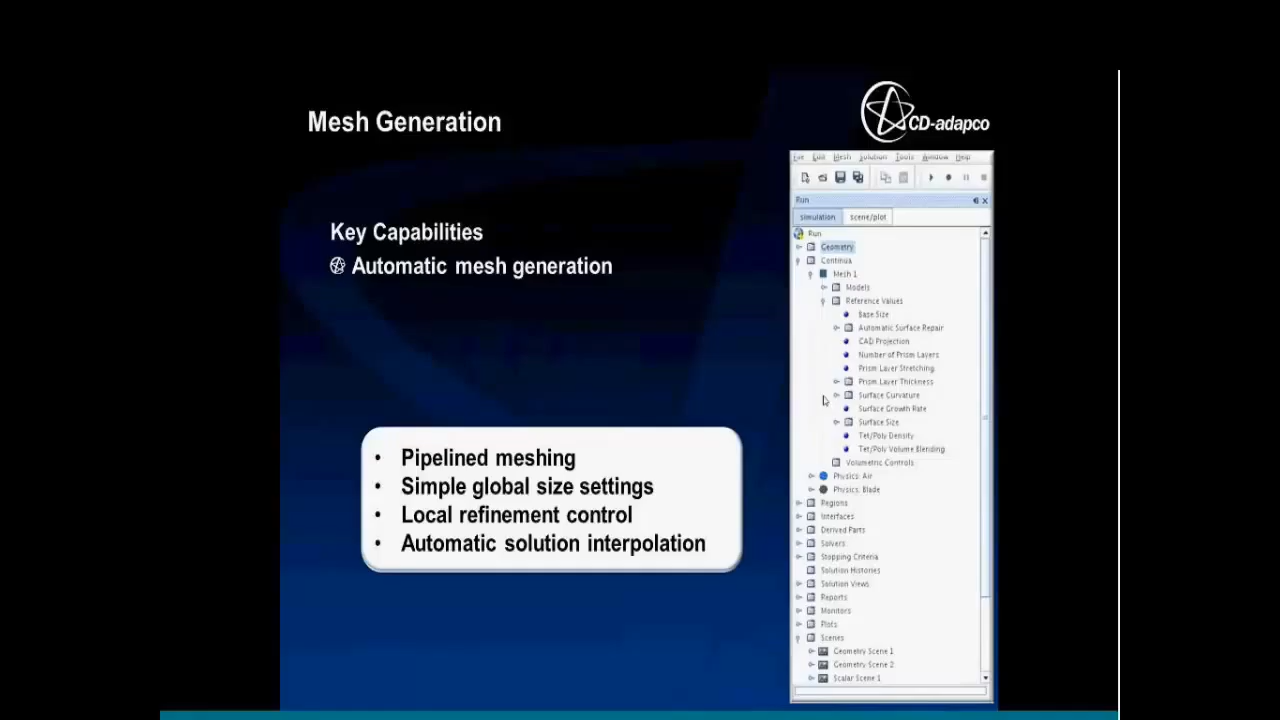 Mesh Generation
CD-adapco
Key Capabilities
Automatic mesh generation
• Pipelined meshing
• Simple global size settings
• Local refinement control
• Automatic solution interpolation
File Edit Mesh Solution Tools Window Help
Run
simulation scene/plot
Run
Geometry
Continua
Mesh 1
Models
Reference Values
Base Size
Automatic Surface Repair
CAD Projection
Number of Prism Layers
Prism Layer Stretching
Prism Layer Thickness
Surface Curvature
Surface Growth Rate
Surface Size
Tet/Poly Density
Tet/Poly Volume Blending
Volumetric Controls
Physics: Air
Physics: Blade
Regions
Interfaces
Derived Parts
Solvers
Stopping Criteria
Solution Histories
Solution Views
Reports
Monitors
Plots
Scenes
Geometry Scene 1
Geometry Scene 2
Scalar Scene 1